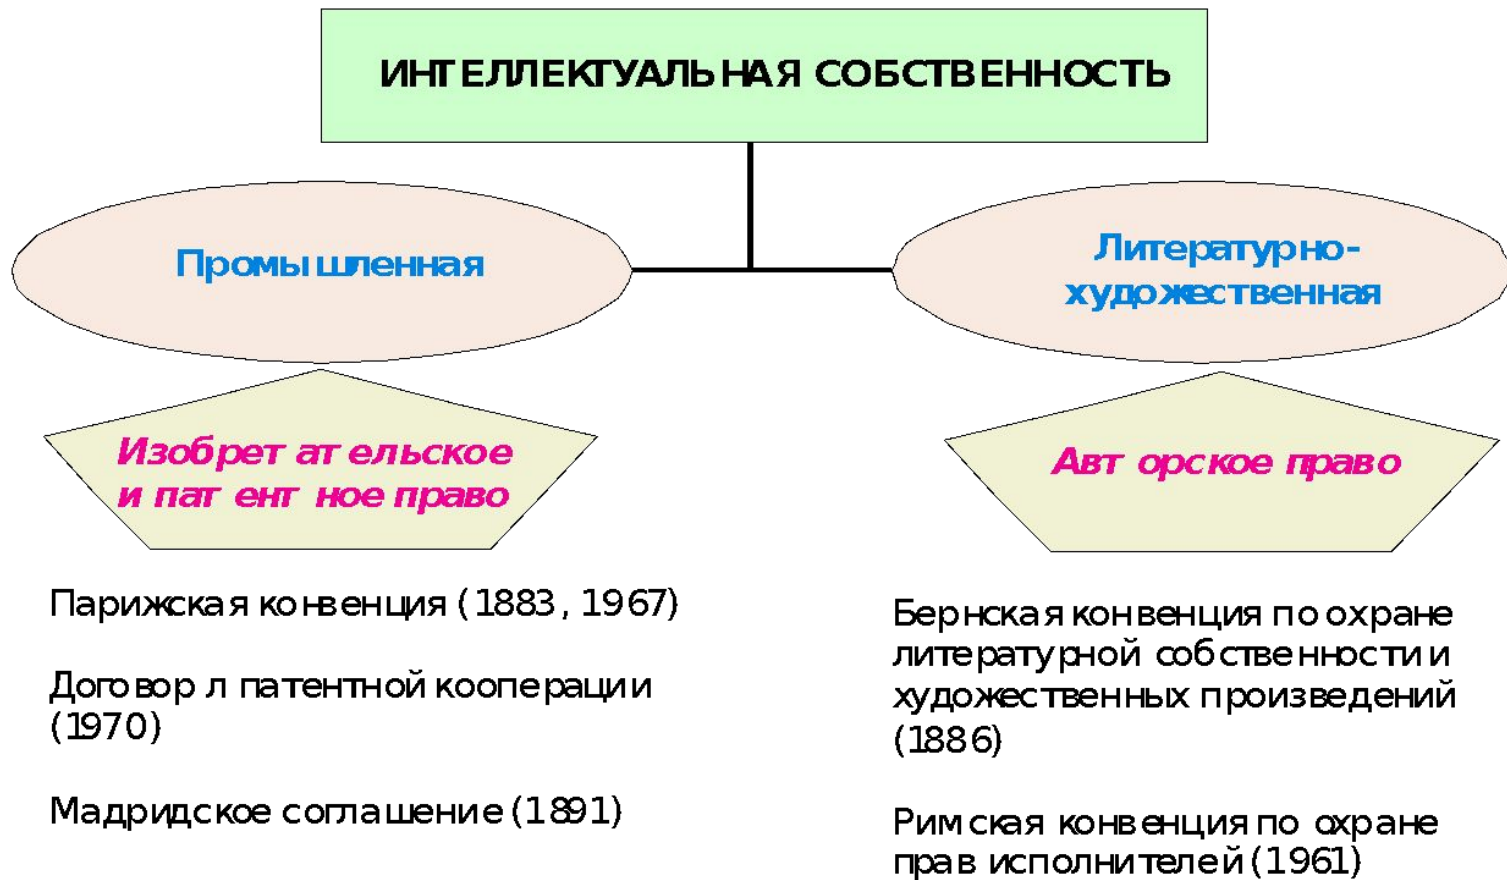 ИНТЕЛЛЕКТУАЛЬНАЯ СОБСТВЕННОСТЬ
Промышленная
Литературно-
художественная
Изобретательское
и патентное право
Авторское право
Парижская конвенция (1883, 1967)
Договор л патентной кооперации
(1970)
Мадридское соглашение (1891)
Бернская конвенция по охране
литературной собственности и
художественных произведений
(1886)
Римская конвенция по охране
прав исполнителей (1961)